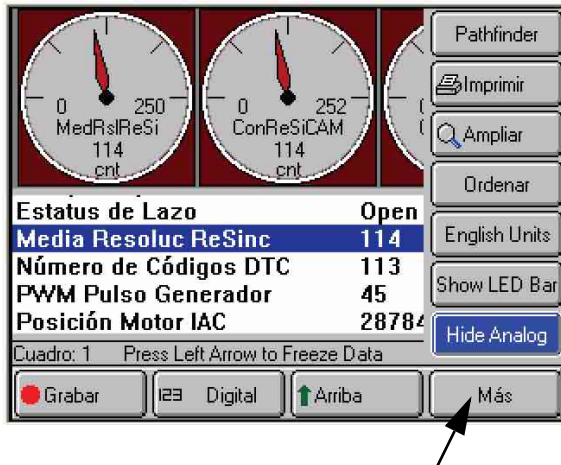 0 250
MedRslReSi
114
cnt
0 252
ConReSiCAM
114
cnt
Pathfinder
Imprimir
Ampliar
Ordenar
English Units
Show LED Bar
Hide Analog
Estatus de Lazo Open
Media Resoluc ReSinc 114
Número de Códigos DTC 113
PWM Pulso Generador 45
Posición Motor IAC 28784
Cuadro: 1 Press Left Arrow to Freeze Data
Grabar
123 Digital
Arriba
Más